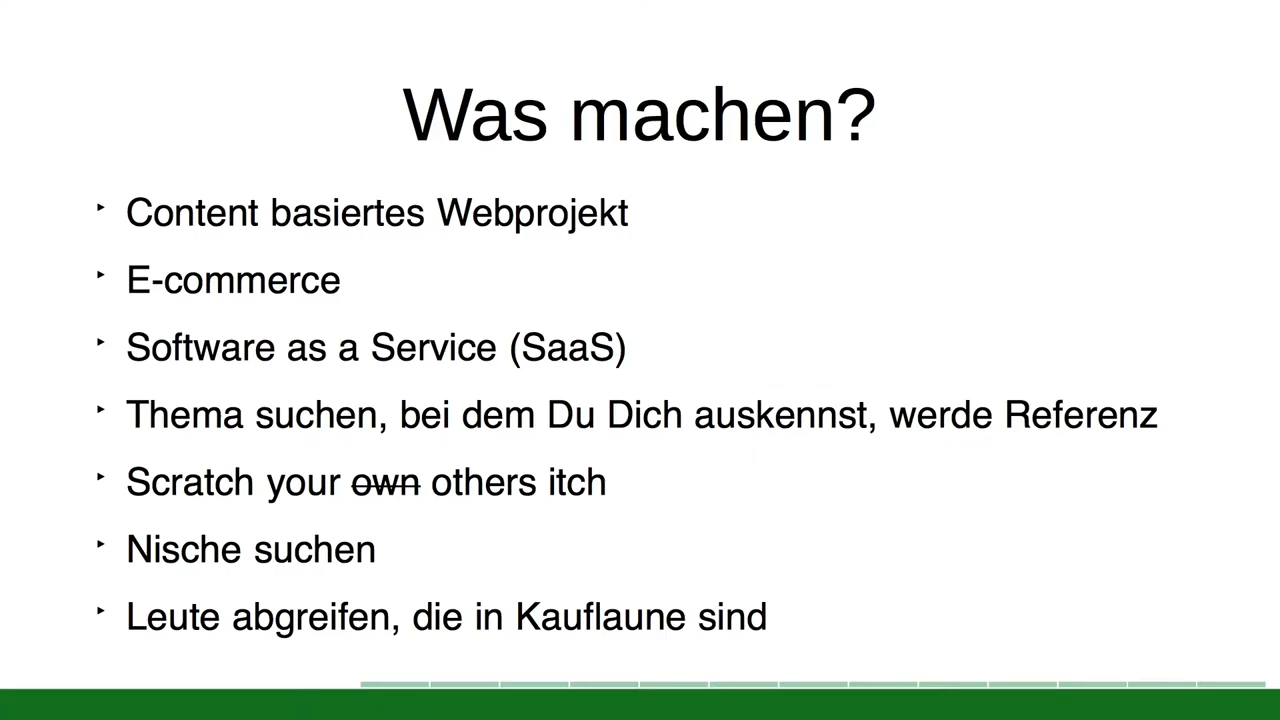 Was machen?
‣ Content basiertes Webprojekt
‣ E-commerce
‣ Software as a Service (SaaS)
‣ Thema suchen, bei dem Du Dich auskennst, werde Referenz
‣ Scratch your own others itch
‣ Nische suchen
‣ Leute abgreifen, die in Kauflaune sind